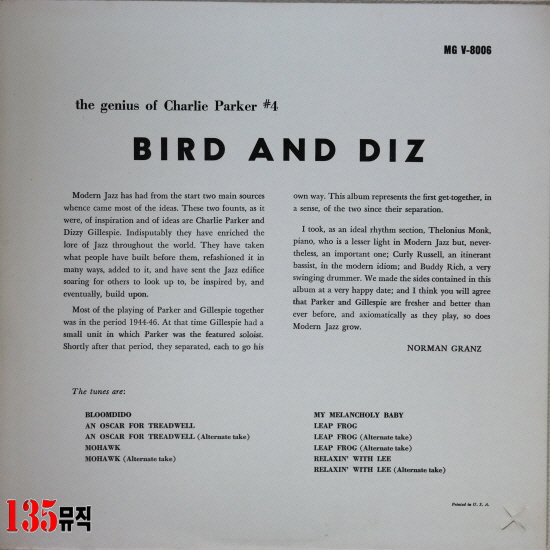 MG V-8006
the genius of Charlie Parker #4
BIRD AND DIZ
Modern Jazz has had from the start two main sources
whence came most of the ideas. These two founts, as it
were, of inspiration and of ideas are Charlie Parker and
Dizzy Gillespie. Indisputably they have enriched the
lore of Jazz throughout the world. They have taken
what people have built before them, refashioned it in
many ways, added to it, and have sent the Jazz edifice
soaring for others to look up to, be inspired by, and
eventually, build upon.
Most of the playing of Parker and Gillespie together
was in the period 1944-46. At that time Gillespie had a
small unit in which Parker was the featured soloist.
Shortly after that period, they separated, each to go his
own way. This album represents the first get-together, in
a sense, of the two since their separation.
I took, as an ideal rhythm section, Thelonius Monk,
piano, who is a lesser light in Modern Jazz but, never-
theless, an important one; Curly Russell, an itinerant
bassist, in the modern idiom; and Buddy Rich, a very
swinging drummer. We made the sides contained in this
album at a very happy date; and I think you will agree
that Parker and Gillespie are fresher and better than
ever before, and axiomatically as they play, so does
Modern Jazz grow.
NORMAN GRANZ
The tunes are:
BLOOMDIDO
AN OSCAR FOR TREADWELL
AN OSCAR FOR TREADWELL (Alternate take)
MOHAWK
MOHAWK (Alternate take)
MY MELANCHOLY BABY
LEAP FROG
LEAP FROG (Alternate take)
LEAP FROG (Alternate take)
RELAXIN' WITH LEE
RELAXIN' WITH LEE (Alternate take)
Printed in U. S. A.
135뮤직